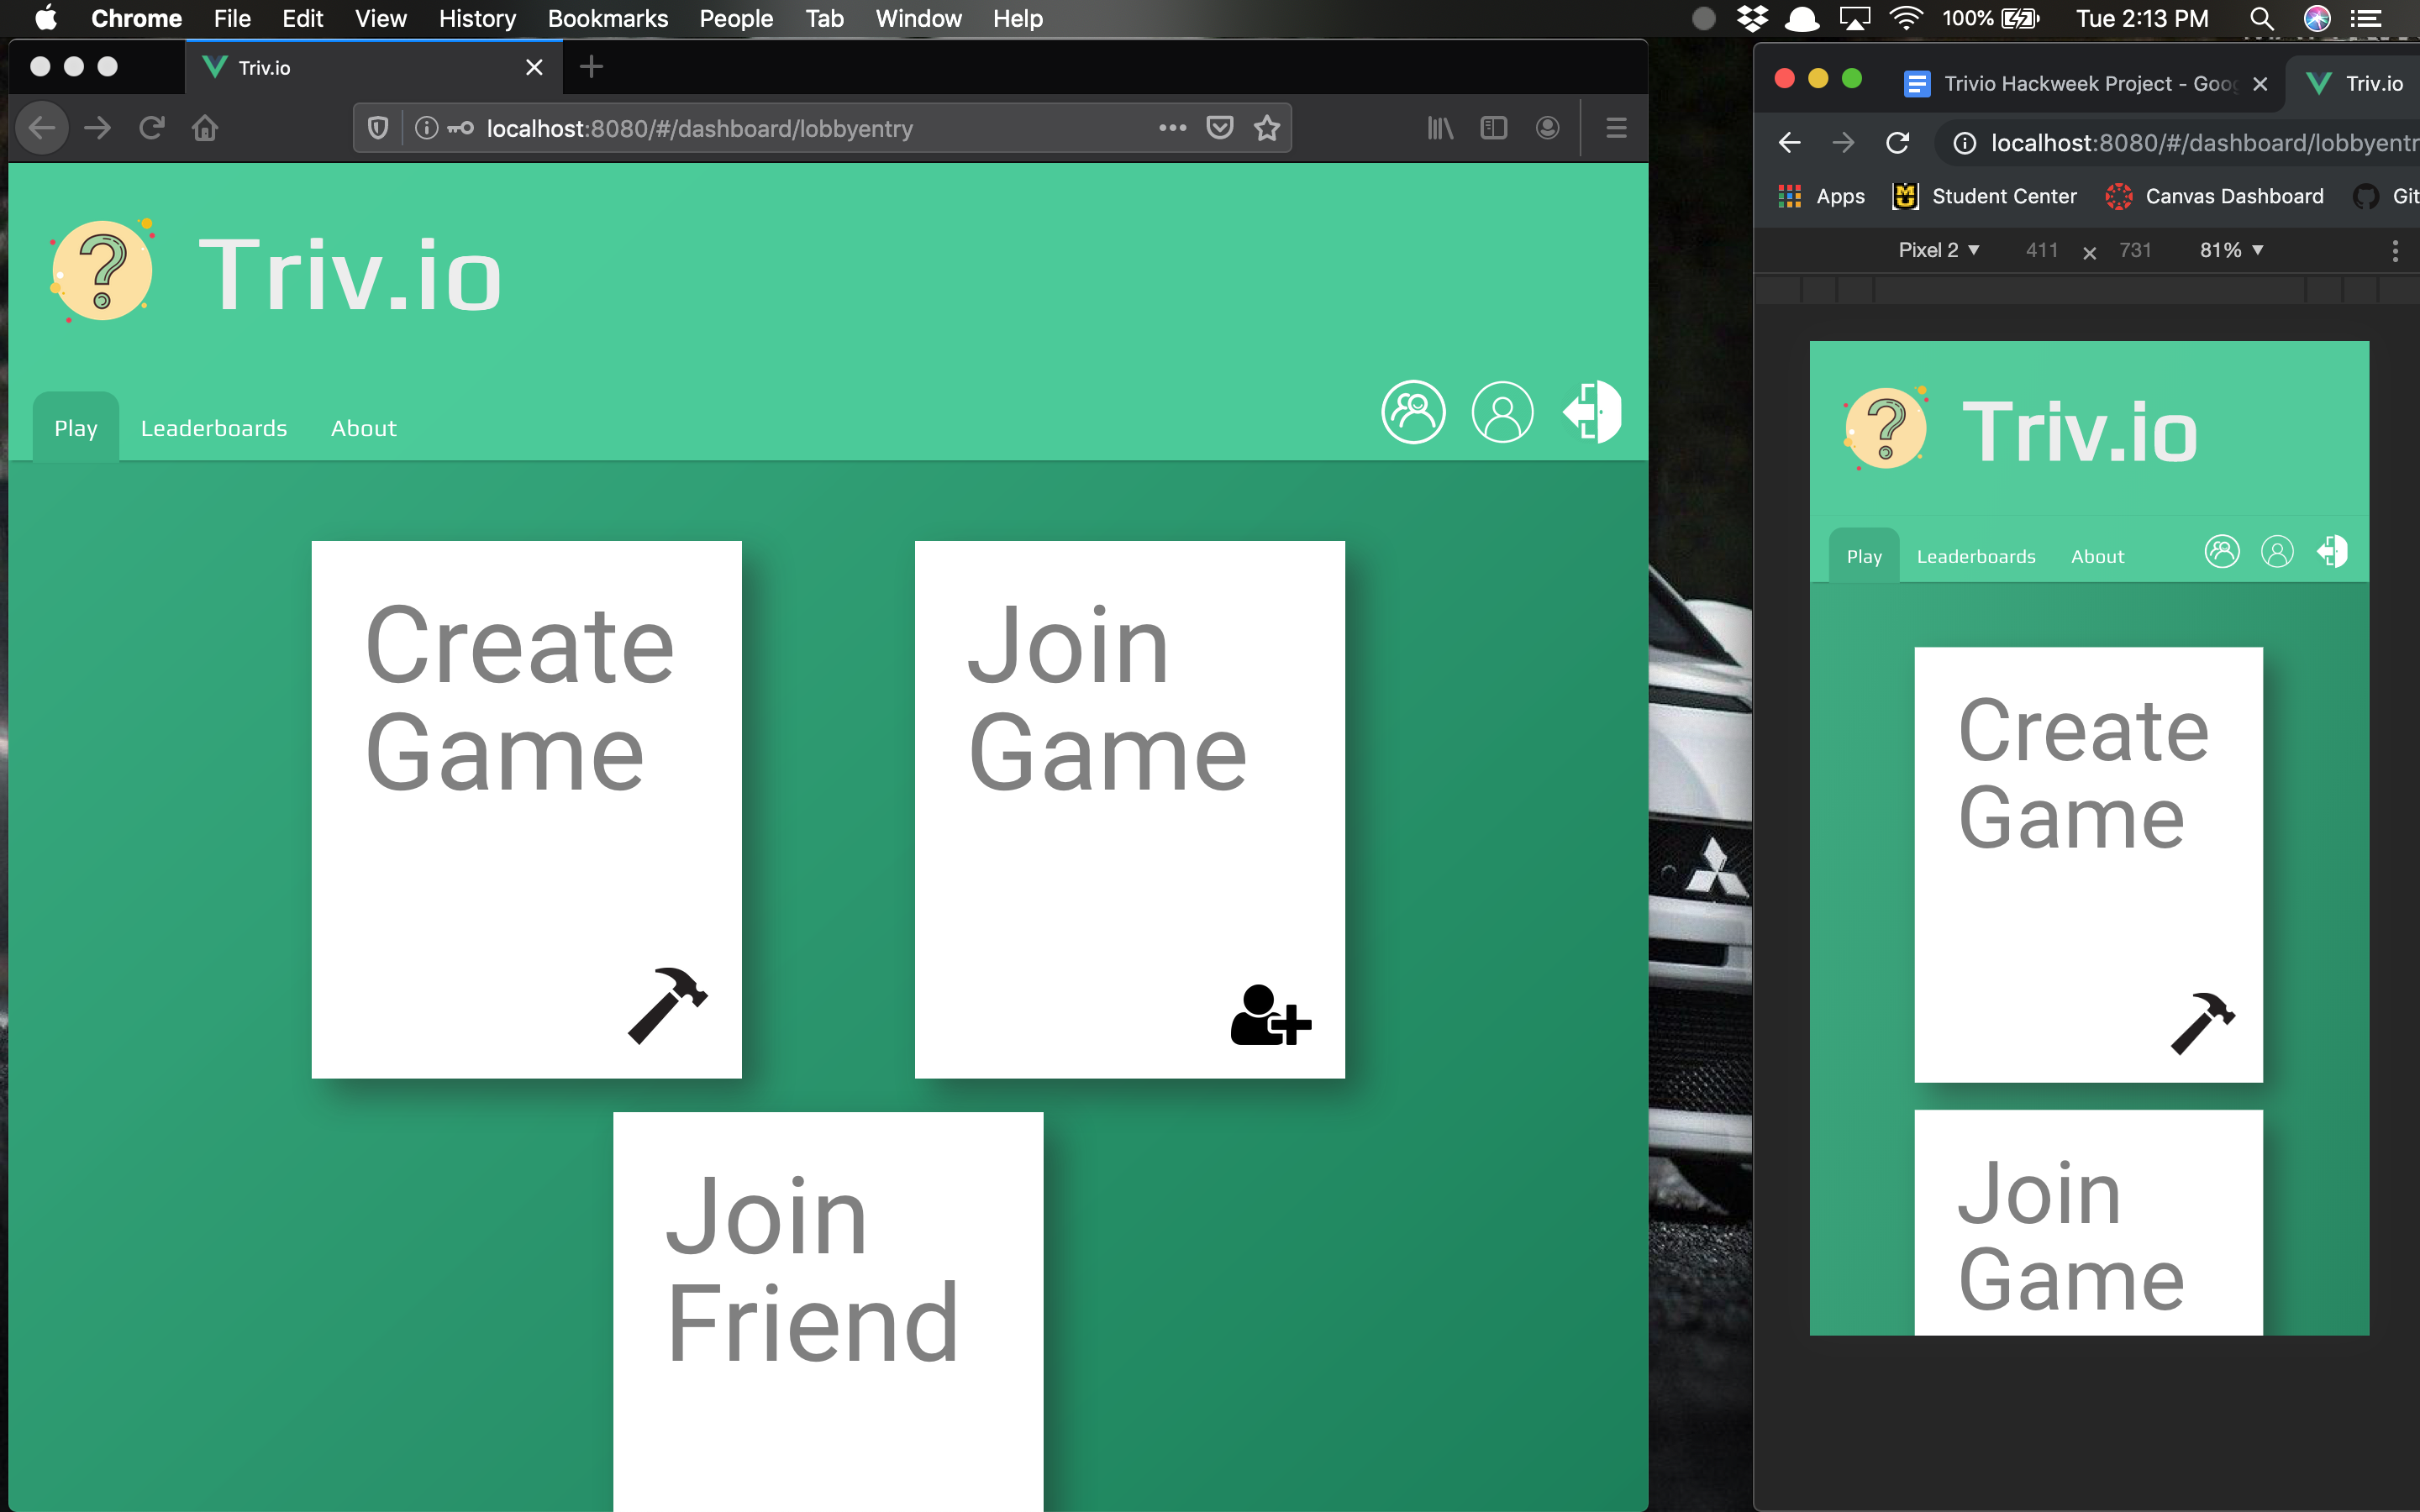 Chrome File Edit View History Bookmarks People Tab Window Help
100% Tue 2:13 PM
Triv.io
localhost:8080/#/dashboard/lobbyentry
Triv.io
Play Leaderboards About
Create
Game
Join
Game
Join
Friend
Trivio Hackweek Project - Goo
Triv.io
localhost:8080/#/dashboard/lobbyentr
Apps Student Center Canvas Dashboard Git
Pixel 2 ▼ 411 × 731 81% ▼
Triv.io
Play Leaderboards About
Create
Game
Join
Game